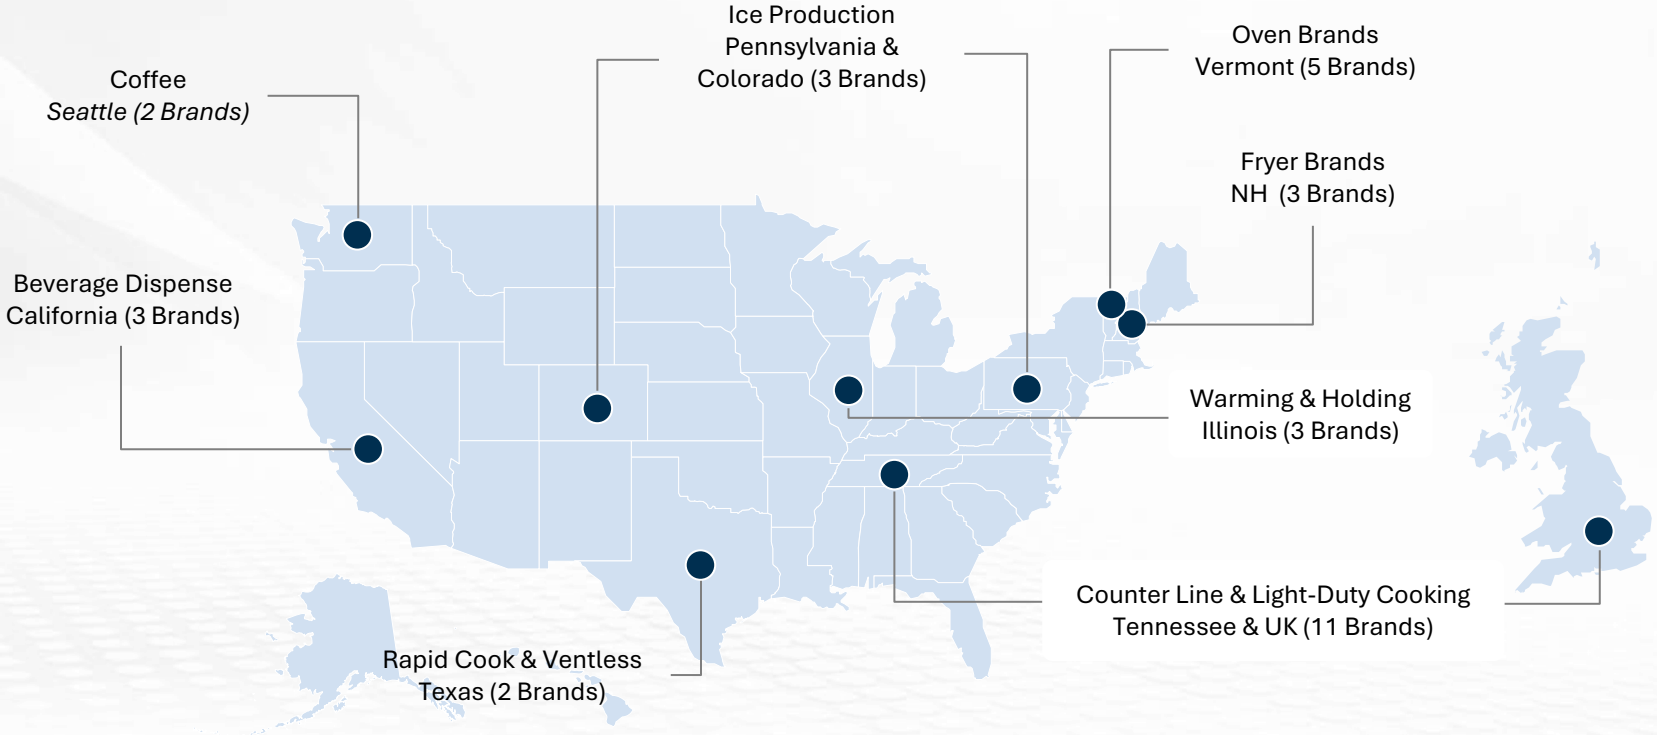 Ice Production
Pennsylvania &
Colorado (3 Brands)
Oven Brands
Vermont (5 Brands)
Coffee
Seattle (2 Brands)
Fryer Brands
NH  (3 Brands)
Beverage Dispense
California (3 Brands)
Warming & Holding
Illinois (3 Brands)
Counter Line & Light-Duty Cooking
Tennessee & UK (11 Brands)
Rapid Cook & Ventless
Texas (2 Brands)